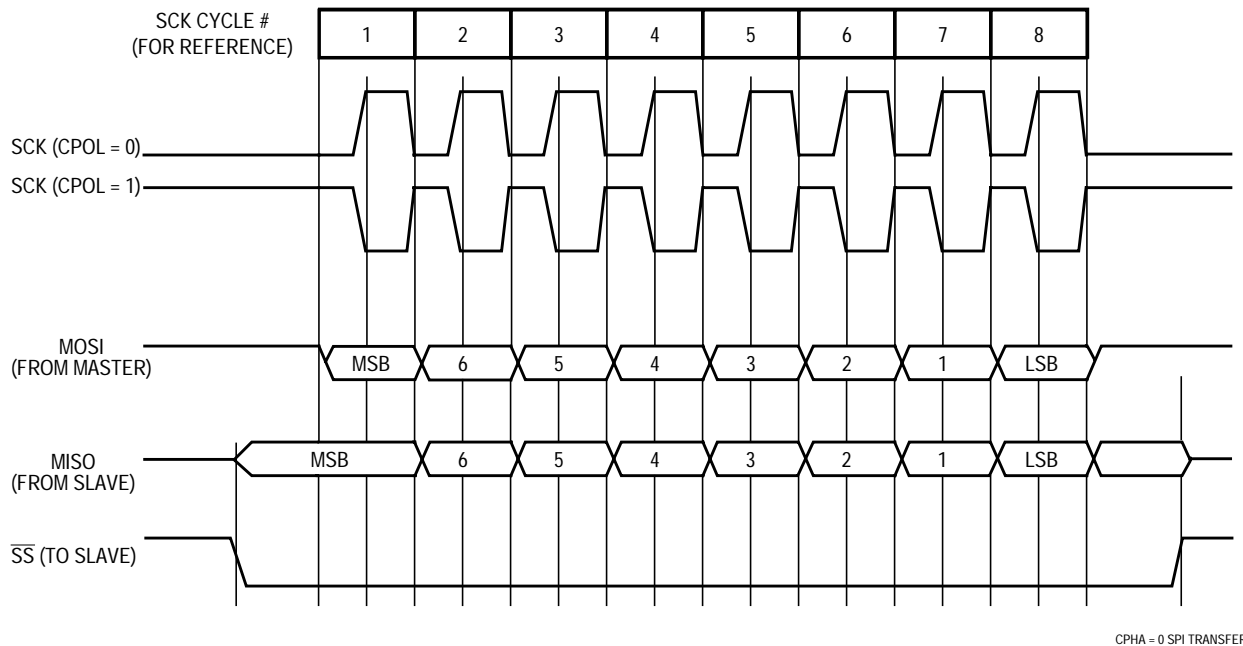 SCK CYCLE #
(FOR REFERENCE)
1 2 3 4 5 6 7 8
SCK (CPOL = 0)
SCK (CPOL = 1)
MOSI
(FROM MASTER)
MSB 6 5 4 3 2 1 LSB
MISO
(FROM SLAVE)
MSB 6 5 4 3 2 1 LSB
S̅S̅ (TO SLAVE)
CPHA = 0 SPI TRANSFER